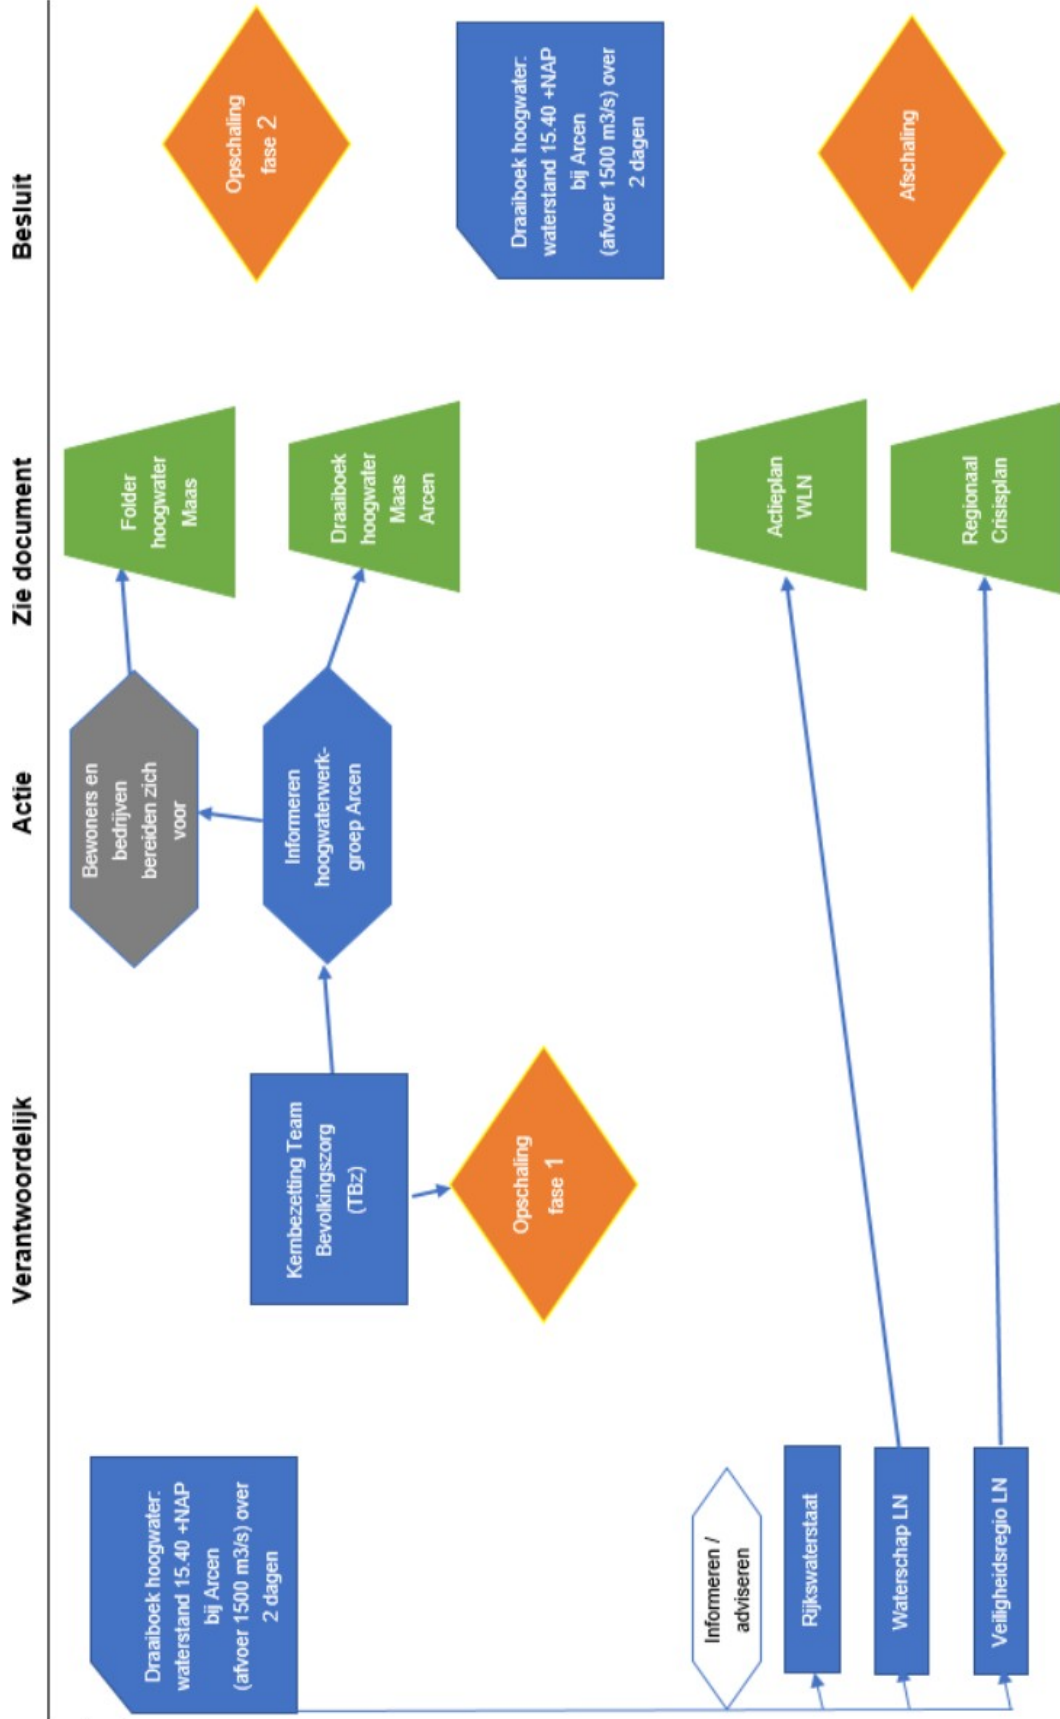 Verantwoordelijk
Actie
Zie document
Besluit
Draaiboek hoogwater:
waterstand 15.40 +NAP
bij Arcen
(afvoer 1500 m3/s) over
2 dagen
Kernbezetting Team
Bevolkingszorg
(TBz)
Opschaling
fase 1
Bewoners en
bedrijven
bereiden zich
voor
Informeren
hoogwaterwerk-
groep Arcen
Folder
hoogwater
Maas
Draaiboek
hoogwater
Maas
Arcen
Opschaling
fase 2
Draaiboek hoogwater:
waterstand 15.40 +NAP
bij Arcen
(afvoer 1500 m3/s) over
2 dagen
Informeren /
adviseren
Rijkswaterstaat
Waterschap LN
Veiligheidsregio LN
Actieplan
WLN
Regionaal
Crisisplan
Afschaling